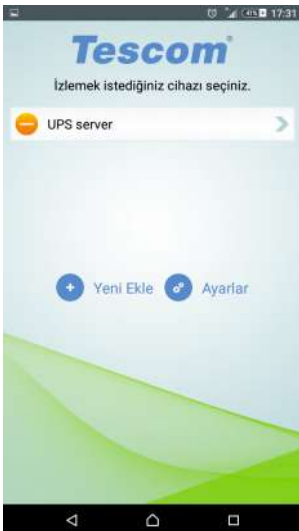 17:31
Tescom
İzlemek istediğiniz cihazı seçiniz.
UPS server
Yeni Ekle
Ayarlar